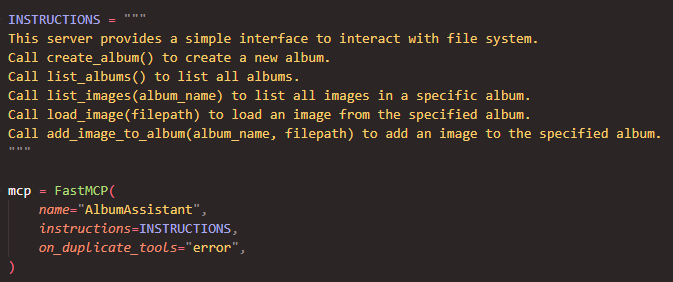 INSTRUCTIONS = """
This server provides a simple interface to interact with file system.
Call create_album() to create a new album.
Call list_albums() to list all albums.
Call list_images(album_name) to list all images in a specific album.
Call load_image(filepath) to load an image from the specified album.
Call add_image_to_album(album_name, filepath) to add an image to the specified album.
"""

mcp = FastMCP(
    name="AlbumAssistant",
    instructions=INSTRUCTIONS,
    on_duplicate_tools="error",
)